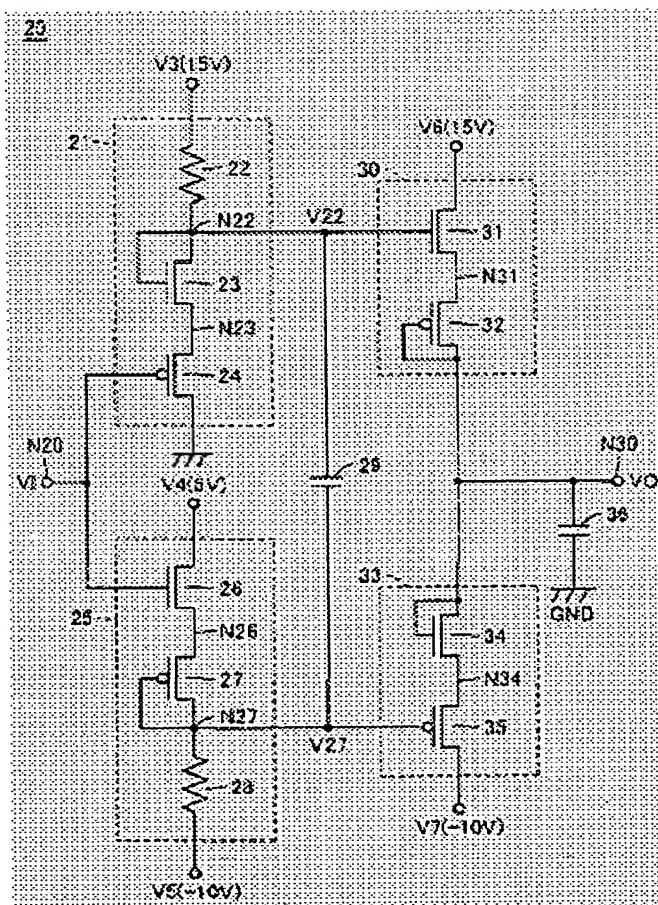 20
V3(15V)
21
22
V6(15V)
30
N22
V22
31
23
N31
N23
32
24
N20
29
N30
VI
VO
V4(5V)
36
33
26
GND
25
N26
34
27
N34
N27
35
V27
28
V7(-10V)
V5(-10V)